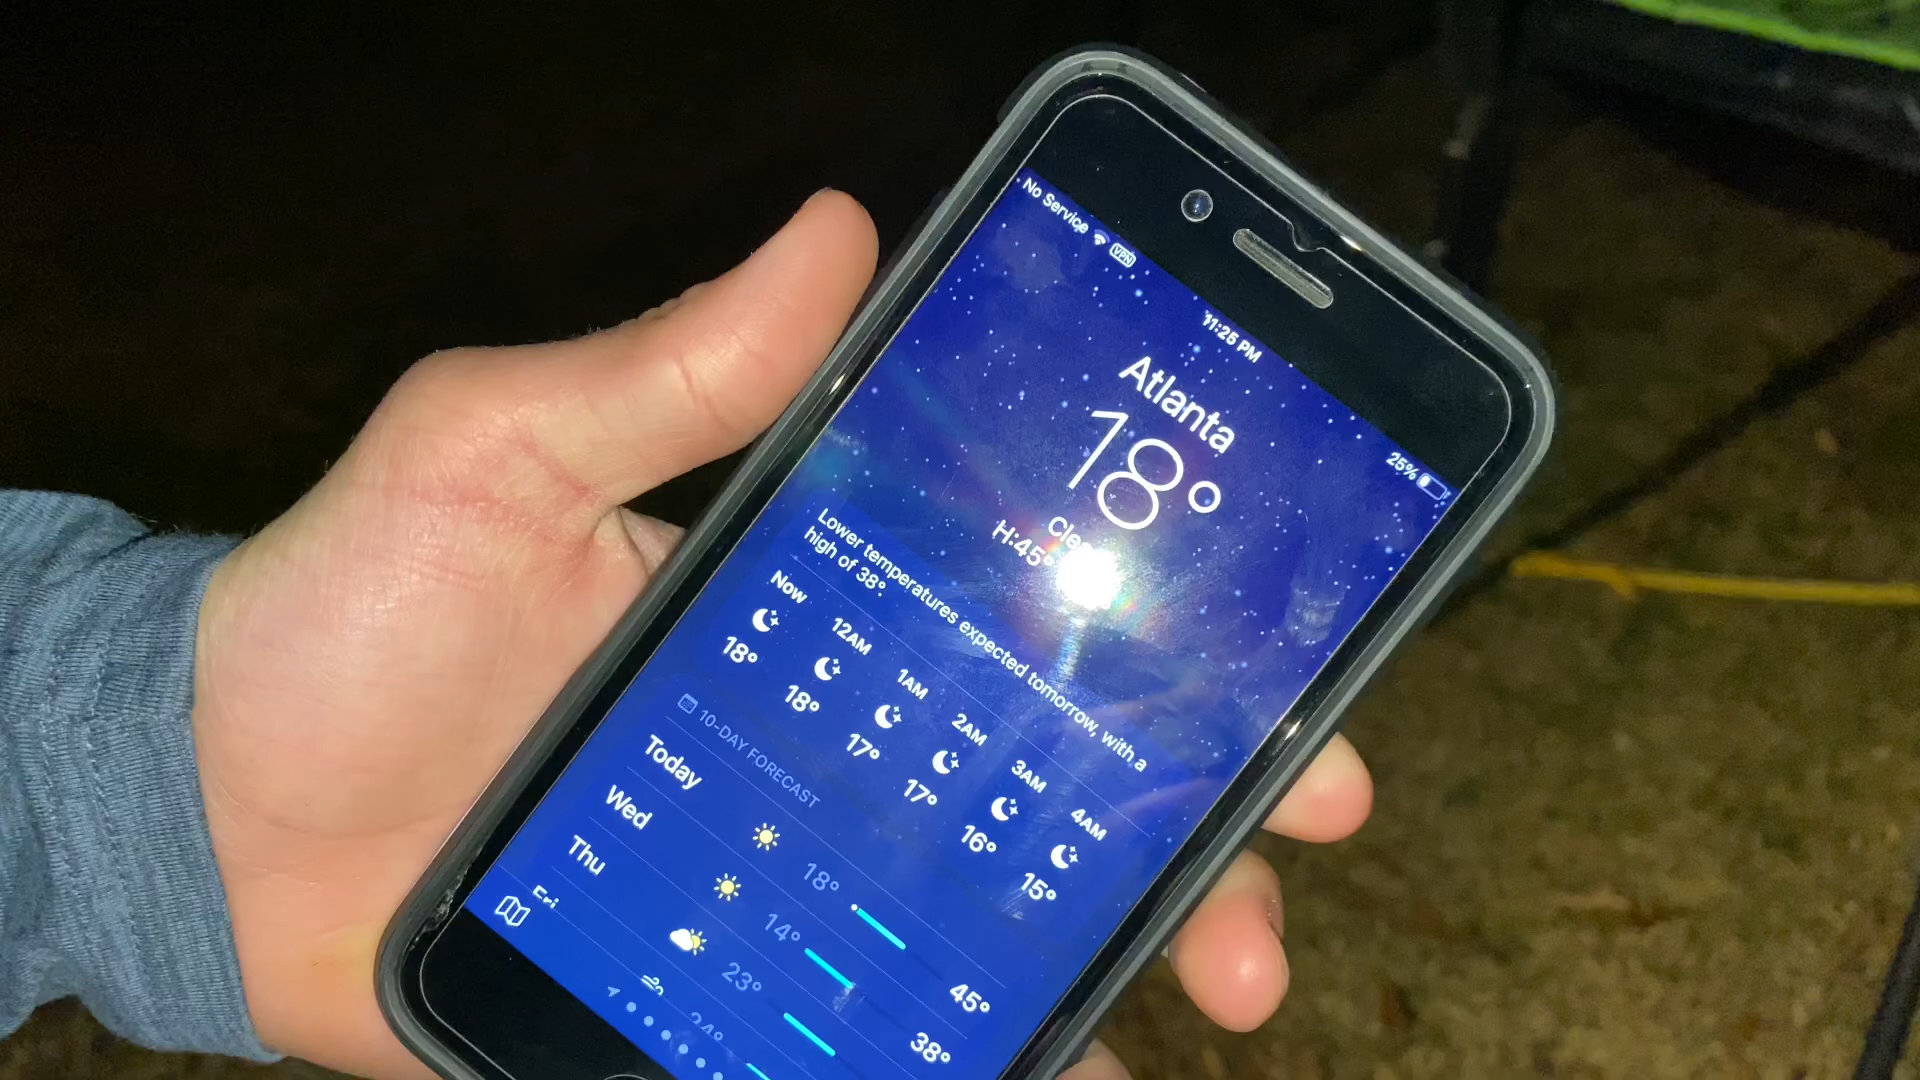 No Service VPN
11:25 PM
25%
Atlanta
18°
H:45°
Lower temperatures expected tomorrow, with a
high of 38°.
Now 12AM 1AM 2AM 3AM 4AM
18° 18° 17° 17° 16° 15°
10-DAY FORECAST
Today 18° 45°
Wed 14° 38°
Thu 23°
Fri 24°